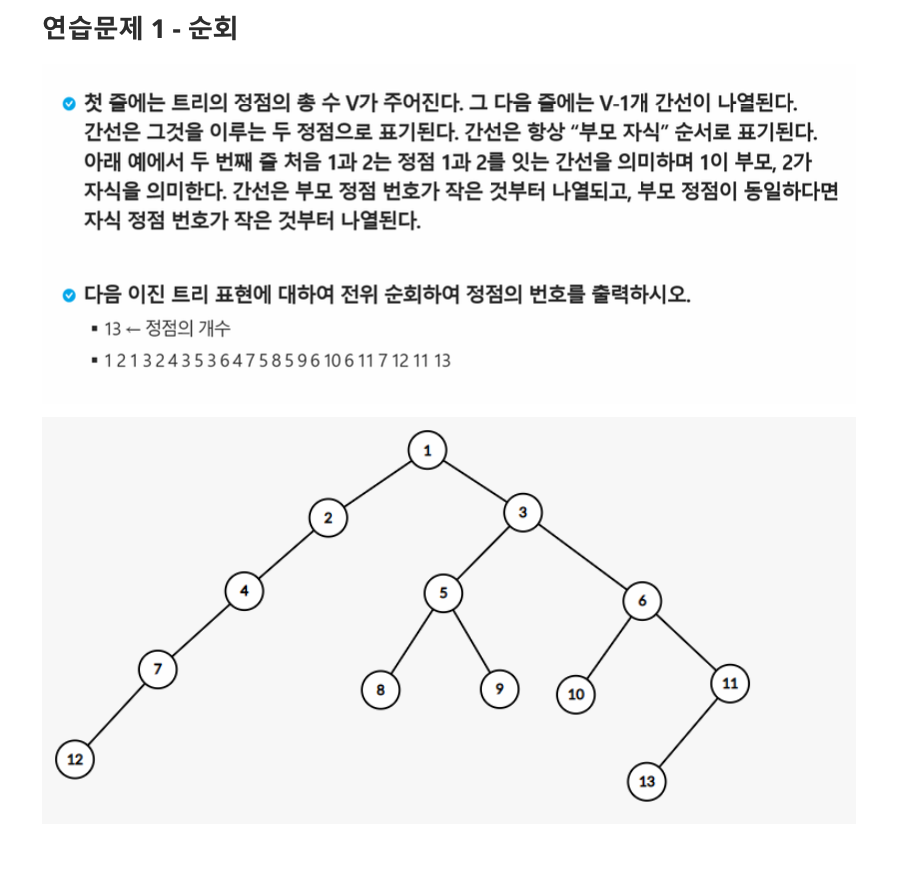 연습문제 1 - 순회
첫 줄에는 트리의 정점의 총 수 V가 주어진다. 그 다음 줄에는 V-1개 간선이 나열된다.
간선은 그것을 이루는 두 정점으로 표기된다. 간선은 항상 “부모 자식” 순서로 표기된다.
아래 예에서 두 번째 줄 처음 1과 2는 정점 1과 2를 잇는 간선을 의미하며 1이 부모, 2가
자식을 의미한다. 간선은 부모 정점 번호가 작은 것부터 나열되고, 부모 정점이 동일하다면
자식 정점 번호가 작은 것부터 나열된다.
다음 이진 트리 표현에 대하여 전위 순회하여 정점의 번호를 출력하시오.
13 ← 정점의 개수
1 2 1 3 2 4 3 5 3 6 4 7 5 8 5 9 6 10 6 11 7 12 11 13
1
2
3
4
5
6
7
8
9
10
11
12
13